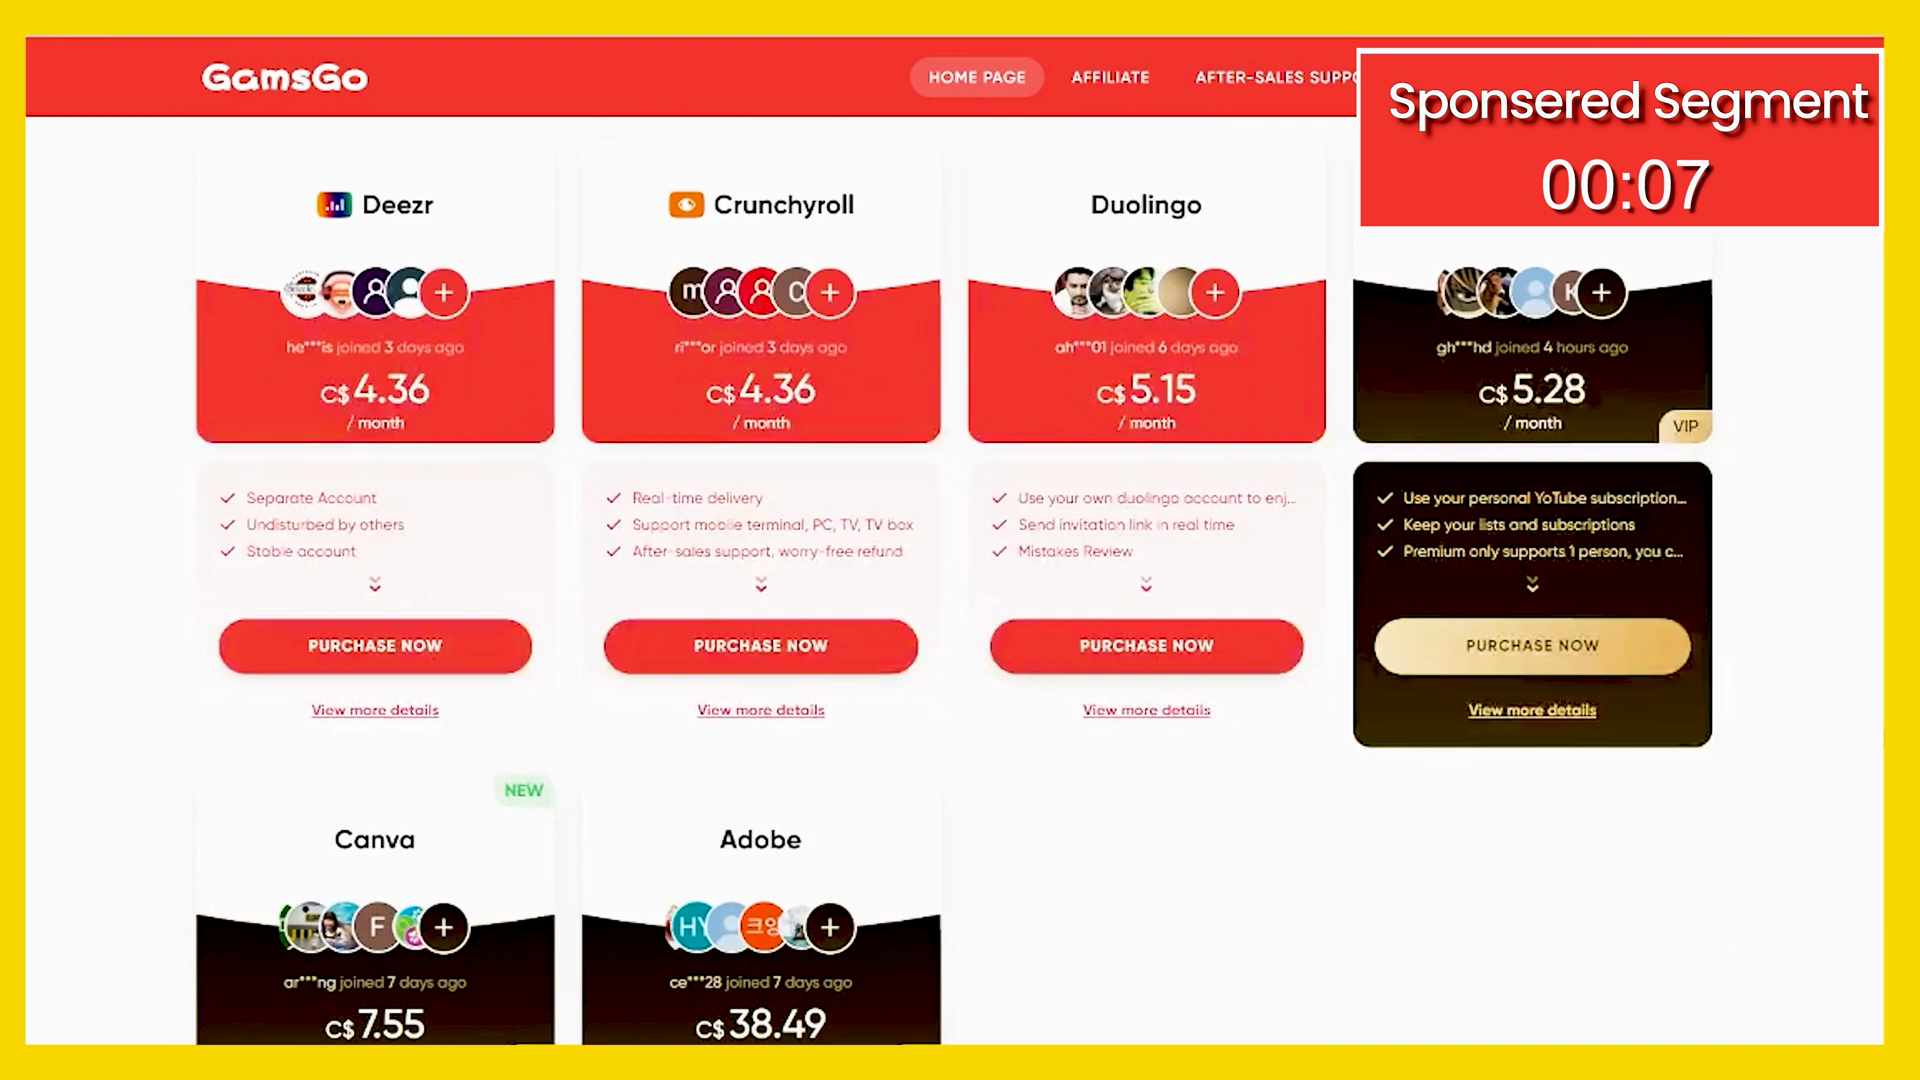 GamsGo
HOME PAGE
AFFILIATE
AFTER-SALES SUPPO
Sponsered Segment
00:07
Deezr
he***is joined 3 days ago
C$ 4.36
/ month
Separate Account
Undisturbed by others
Stable account
PURCHASE NOW
View more details
Crunchyroll
m
C
ri***or joined 3 days ago
C$ 4.36
/ month
Real-time delivery
Support mobile terminal, PC, TV, TV box
After-sales support, worry-free refund
PURCHASE NOW
View more details
Duolingo
ah***01 joined 6 days ago
C$ 5.15
/ month
Use your own duolingo account to enj...
Send invitation link in real time
Mistakes Review
PURCHASE NOW
View more details
K
gh***hd joined 4 hours ago
C$ 5.28
/ month
VIP
Use your personal YoTube subscription...
Keep your lists and subscriptions
Premium only supports 1 person, you c...
PURCHASE NOW
View more details
NEW
Canva
F
ar***ng joined 7 days ago
C$ 7.55
Adobe
HY
크잉
ce***28 joined 7 days ago
C$ 38.49